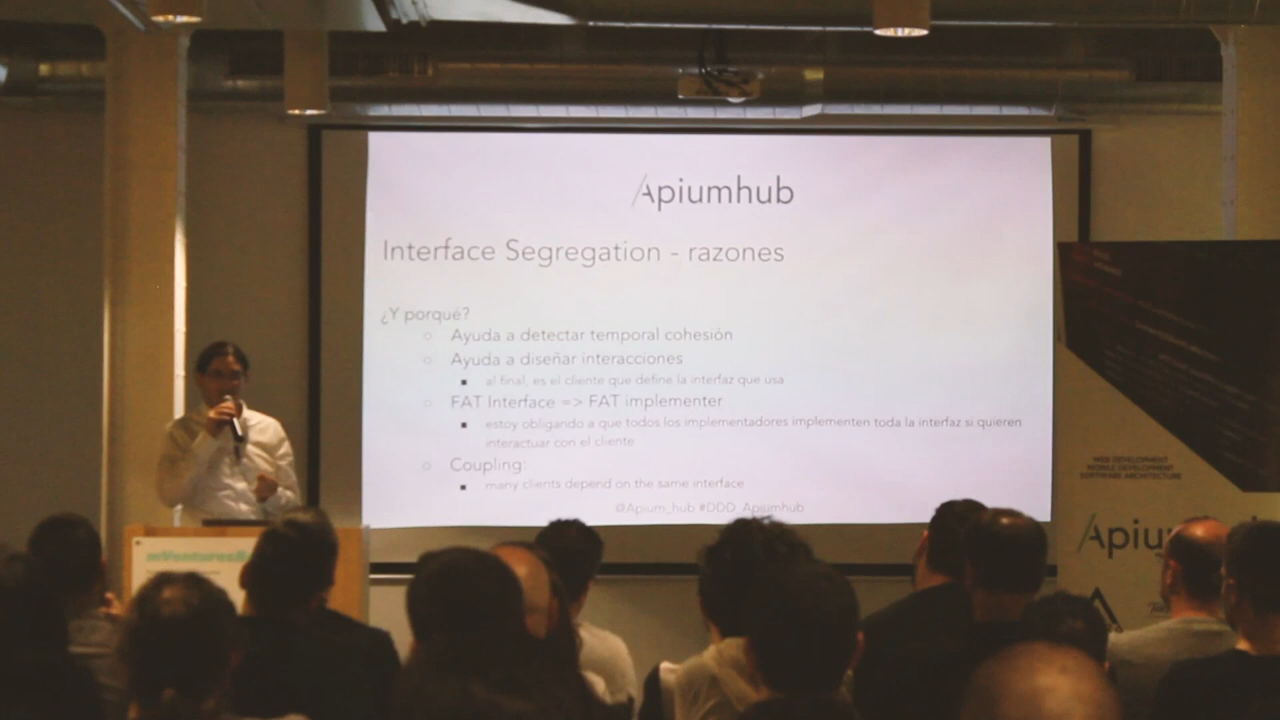 Apiumhub
Interface Segregation - razones
¿Y porqué?
Ayuda a detectar temporal cohesión
Ayuda a diseñar interacciones
al final, es el cliente que define la interfaz que usa
FAT Interface => FAT implementer
estoy obligando a que todos los implementadores implementen toda la interfaz si quieren
interactuar con el cliente
Coupling:
many clients depend on the same interface
@Apium_hub #DDD_Apiumhub
WEB DEVELOPMENT
MOBILE DEVELOPMENT
SOFTWARE ARCHITECTURE